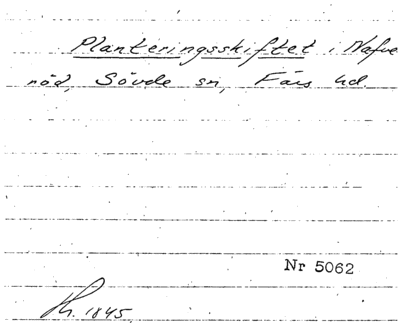 Planteringsskiftet i Nafve
röd, Sövde sn, Färs hd.
Nr 5062
1845